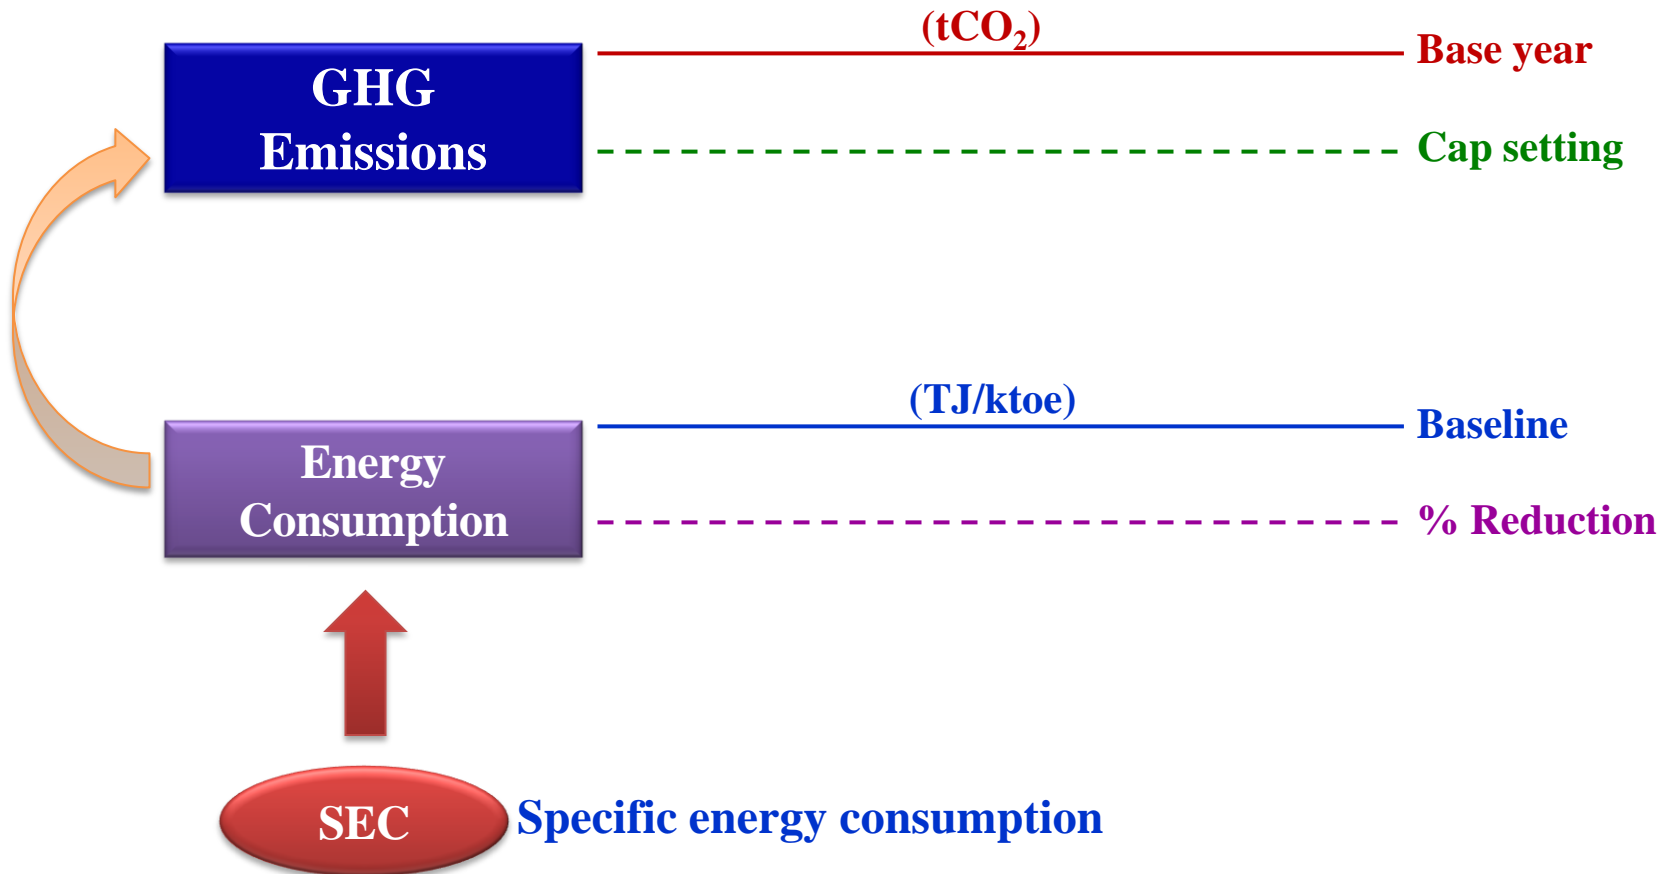 (tCO₂)
GHG
Emissions
Base year
Cap setting
(TJ/ktoe)
Energy
Consumption
Baseline
% Reduction
SEC
Specific energy consumption